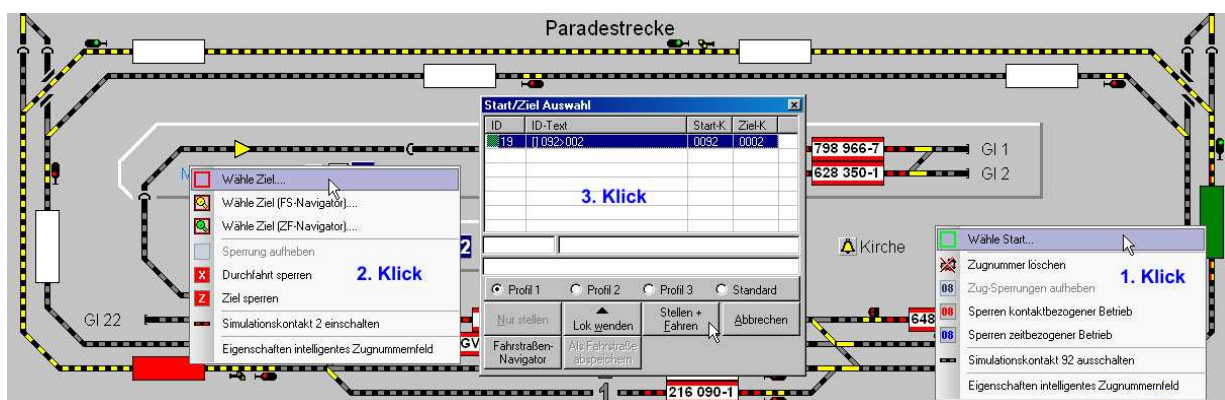 Paradestrecke
Start/Ziel Auswahl
ID ID-Text Start-K Ziel-K
19 [] 092>002 0092 0002
3. Klick
Profil 1 Profil 2 Profil 3 Standard
Nur stellen
Lok wenden
Stellen + Fahren
Abbrechen
Fahrstraßen-Navigator
Als Fahrstraße abspeichern
Wähle Ziel....
Wähle Ziel (FS-Navigator)....
Wähle Ziel (ZF-Navigator)....
Sperrung aufheben
Durchfahrt sperren
2. Klick
Ziel sperren
Simulationskontakt 2 einschalten
Eigenschaften intelligentes Zugnummernfeld
798 966-7
Gl 1
628 350-1
Gl 2
Kirche
Wähle Start...
Zugnummer löschen
1. Klick
Zug-Sperrungen aufheben
Sperren kontaktbezogener Betrieb
Sperren zeitbezogener Betrieb
Simulationskontakt 92 ausschalten
Eigenschaften intelligentes Zugnummernfeld
Gl 22
2
GV
648
1
216 090-1